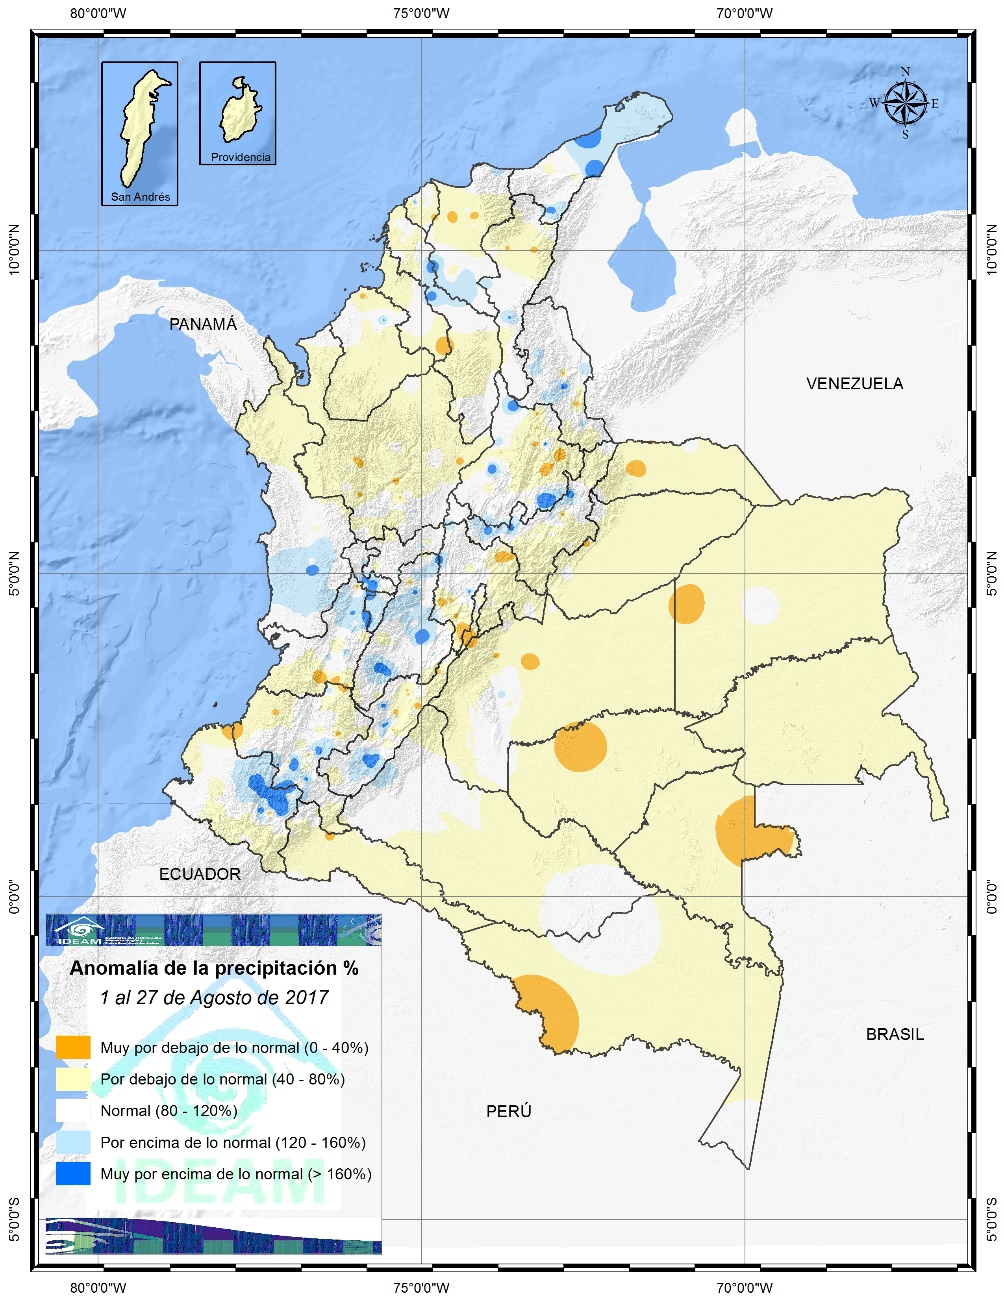 80°0'0"W
75°0'0"W
70°0'0"W
N
W
E
S
San Andrés
Providencia
10°0'0"N
10°0'0"N
PANAMÁ
VENEZUELA
5°0'0"N
5°0'0"N
ECUADOR
0°0'0"
0°0'0"
IDEAM
Anomalía de la precipitación %
1 al 27 de Agosto de 2017
BRASIL
Muy por debajo de lo normal (0 - 40%)
Por debajo de lo normal (40 - 80%)
Normal (80 - 120%)
PERÚ
Por encima de lo normal (120 - 160%)
Muy por encima de lo normal (> 160%)
IDEAM
5°0'0"S
5°0'0"S
80°0'0"W
75°0'0"W
70°0'0"W